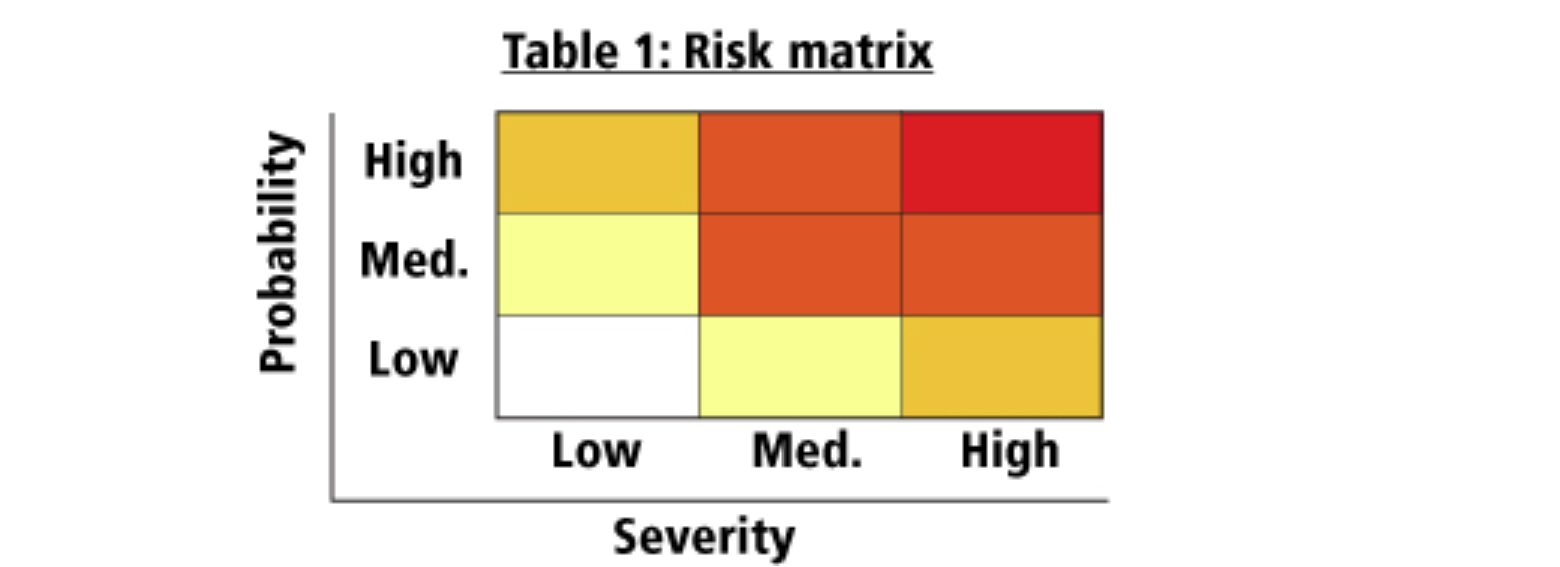 Table 1: Risk matrix
Probability
High
Med.
Low
Low Med. High
Severity